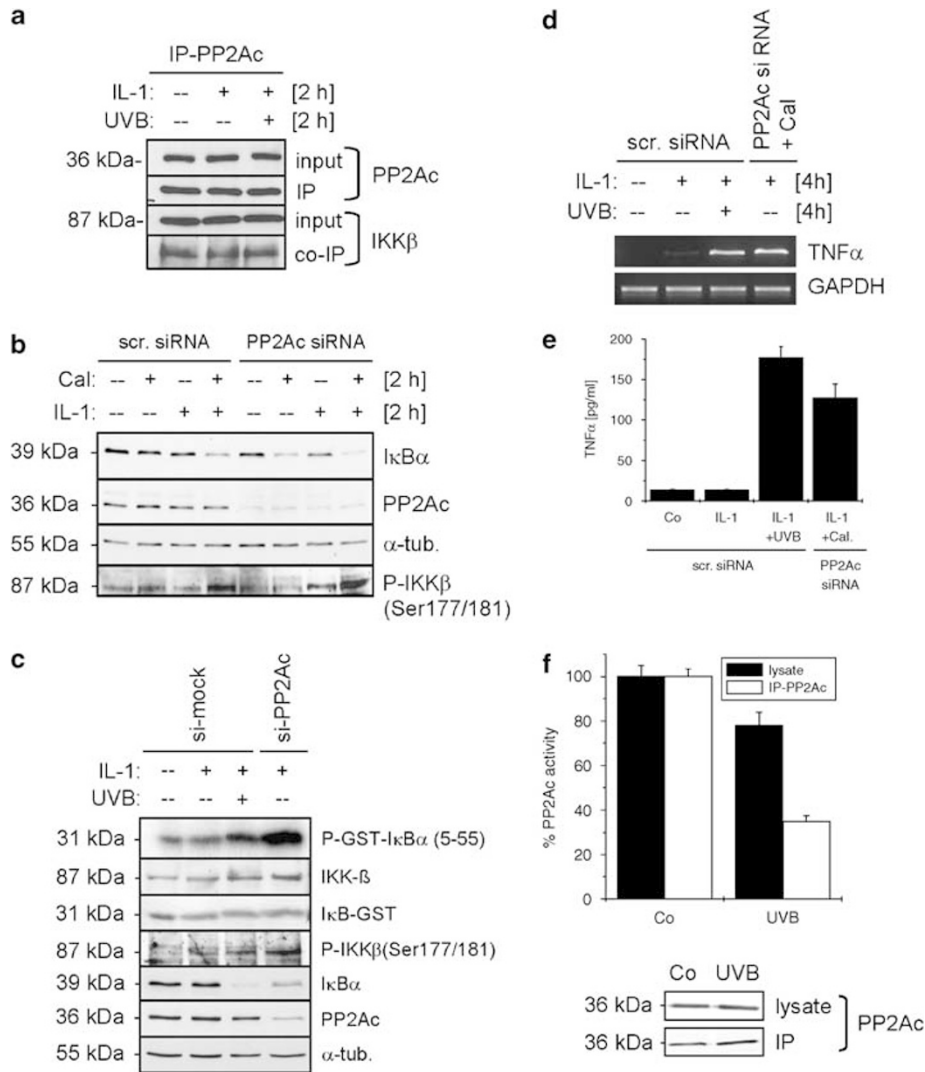 a
IP-PP2Ac
IL-1: -- + + [2 h]
UVB: -- -- + [2 h]
36 kDa- input
IP
PP2Ac
87 kDa- input
co-IP
IKKβ
b
scr. siRNA PP2Ac siRNA
Cal: -- + -- + -- + -- + [2 h]
IL-1: -- -- + + -- -- + + [2 h]
39 kDa IκBα
36 kDa PP2Ac
55 kDa α-tub.
87 kDa P-IKKβ
(Ser177/181)
c
si-mock
si-PP2Ac
IL-1: -- + + +
UVB: -- -- + --
31 kDa P-GST-IκBα (5-55)
87 kDa IKK-ß
31 kDa IκB-GST
87 kDa P-IKKβ(Ser177/181)
39 kDa IκBα
36 kDa PP2Ac
55 kDa α-tub.
d
PP2Ac si RNA
+ Cal
scr. siRNA
IL-1: -- + + + [4h]
UVB: -- -- + -- [4h]
TNFα
GAPDH
e
TNFα [pg/ml]
200
150
100
50
0
Co IL-1 IL-1 IL-1
+UVB +Cal.
scr. siRNA PP2Ac
siRNA
f
lysate
IP-PP2Ac
% PP2Ac activity
100
80
60
40
20
0
Co UVB
Co UVB
36 kDa lysate
36 kDa IP
PP2Ac